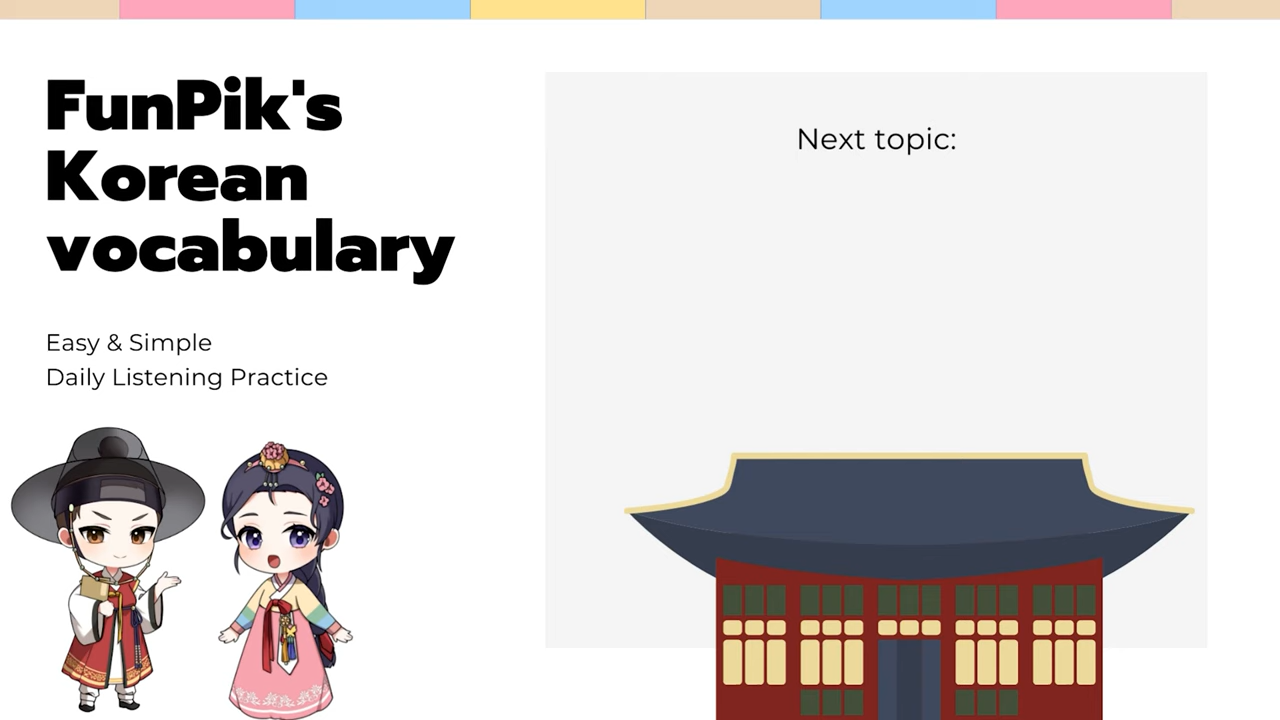 FunPik's
Korean
vocabulary
Easy & Simple
Daily Listening Practice
Next topic: